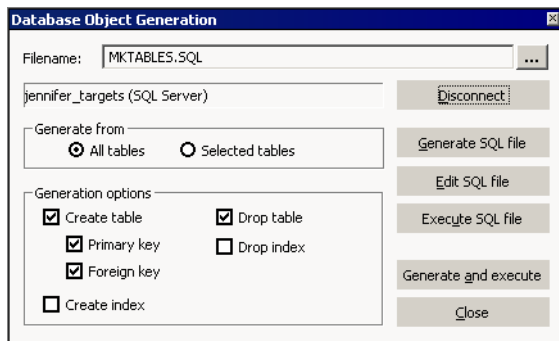 Database Object Generation
Filename: MKTABLES.SQL ...
jennifer_targets (SQL Server) Disconnect
Generate from
All tables Selected tables
Generate SQL file
Edit SQL file
Generation options
Create table Drop table
Execute SQL file
Primary key Drop index
Foreign key
Generate and execute
Create index
Close